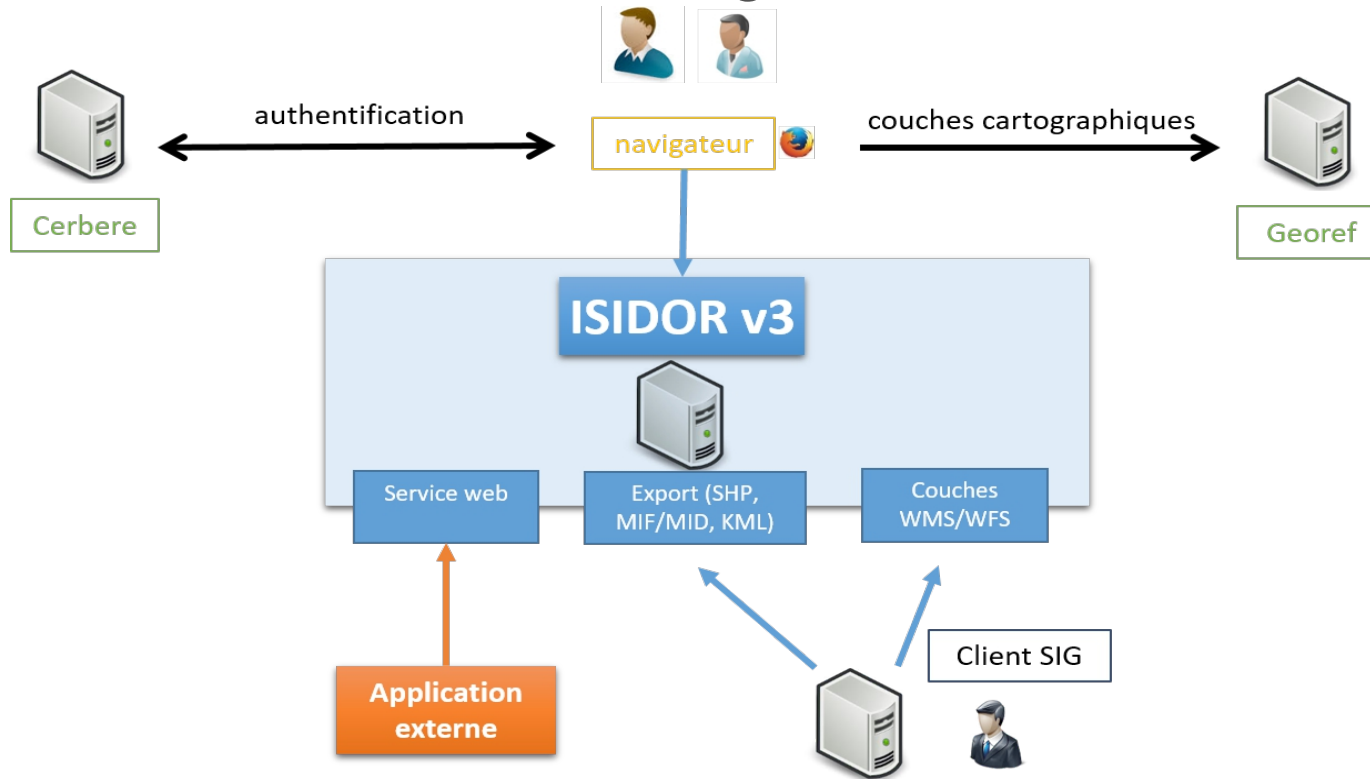 authentification
couches cartographiques
navigateur
Cerbere
Georef
ISIDOR v3
Service web
Export (SHP,
MIF/MID, KML)
Couches
WMS/WFS
Client SIG
Application
externe